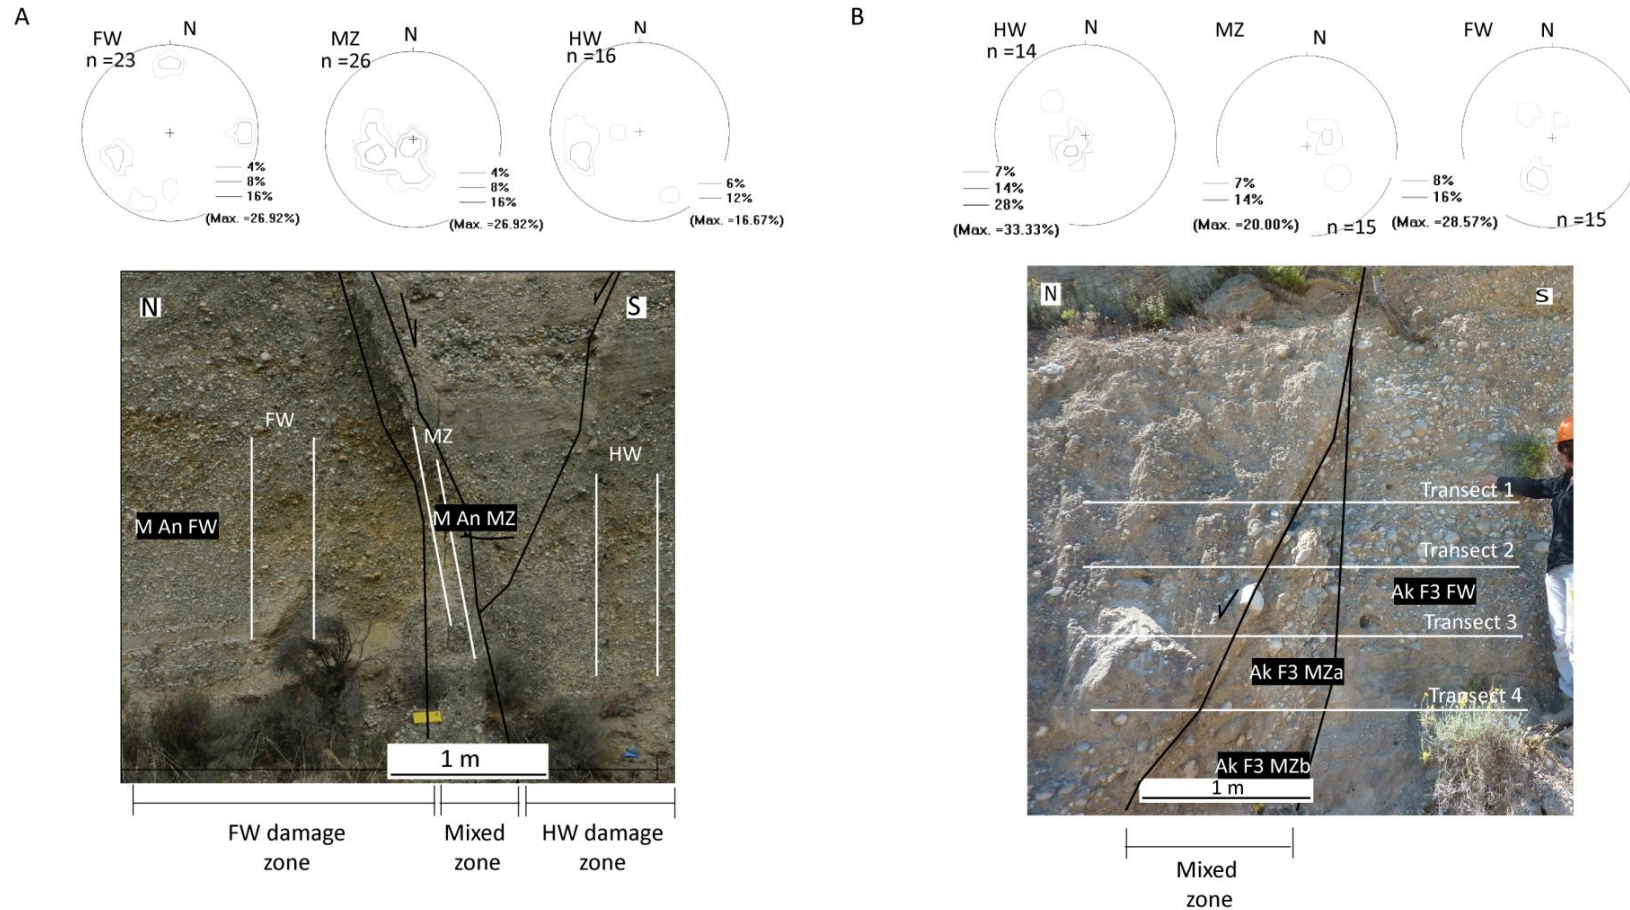 A
FW
n =23
N
4%
8%
16%
(Max. =26.92%)
MZ
n =26
N
4%
8%
16%
(Max. =26.92%)
HW
n =16
N
6%
12%
(Max. =16.67%)
N
S
FW
MZ
HW
M An FW
M An MZ
1 m
FW damage
zone
Mixed
zone
HW damage
zone
B
HW
n =14
N
7%
14%
28%
(Max. =33.33%)
MZ
N
7%
14%
(Max. =20.00%)
n =15
FW
N
8%
16%
(Max. =28.57%)
n =15
N
S
Transect 1
Transect 2
Ak F3 FW
Transect 3
Ak F3 MZa
Transect 4
Ak F3 MZb
1 m
Mixed
zone